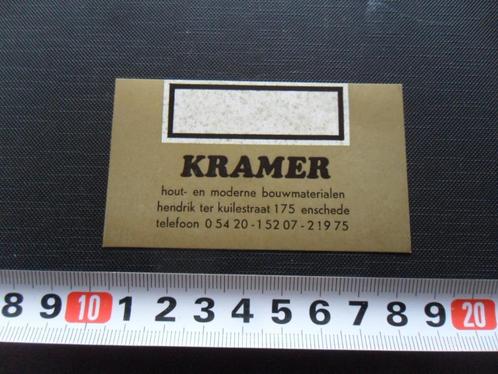 KRAMER
hout- en moderne bouwmaterialen
hendrik ter kuilestraat 175 enschede
telefoon 0 54 20 - 1 52 07 - 2 19 75
8 9 10 1 2 3 4 5 6 7 8 9 20